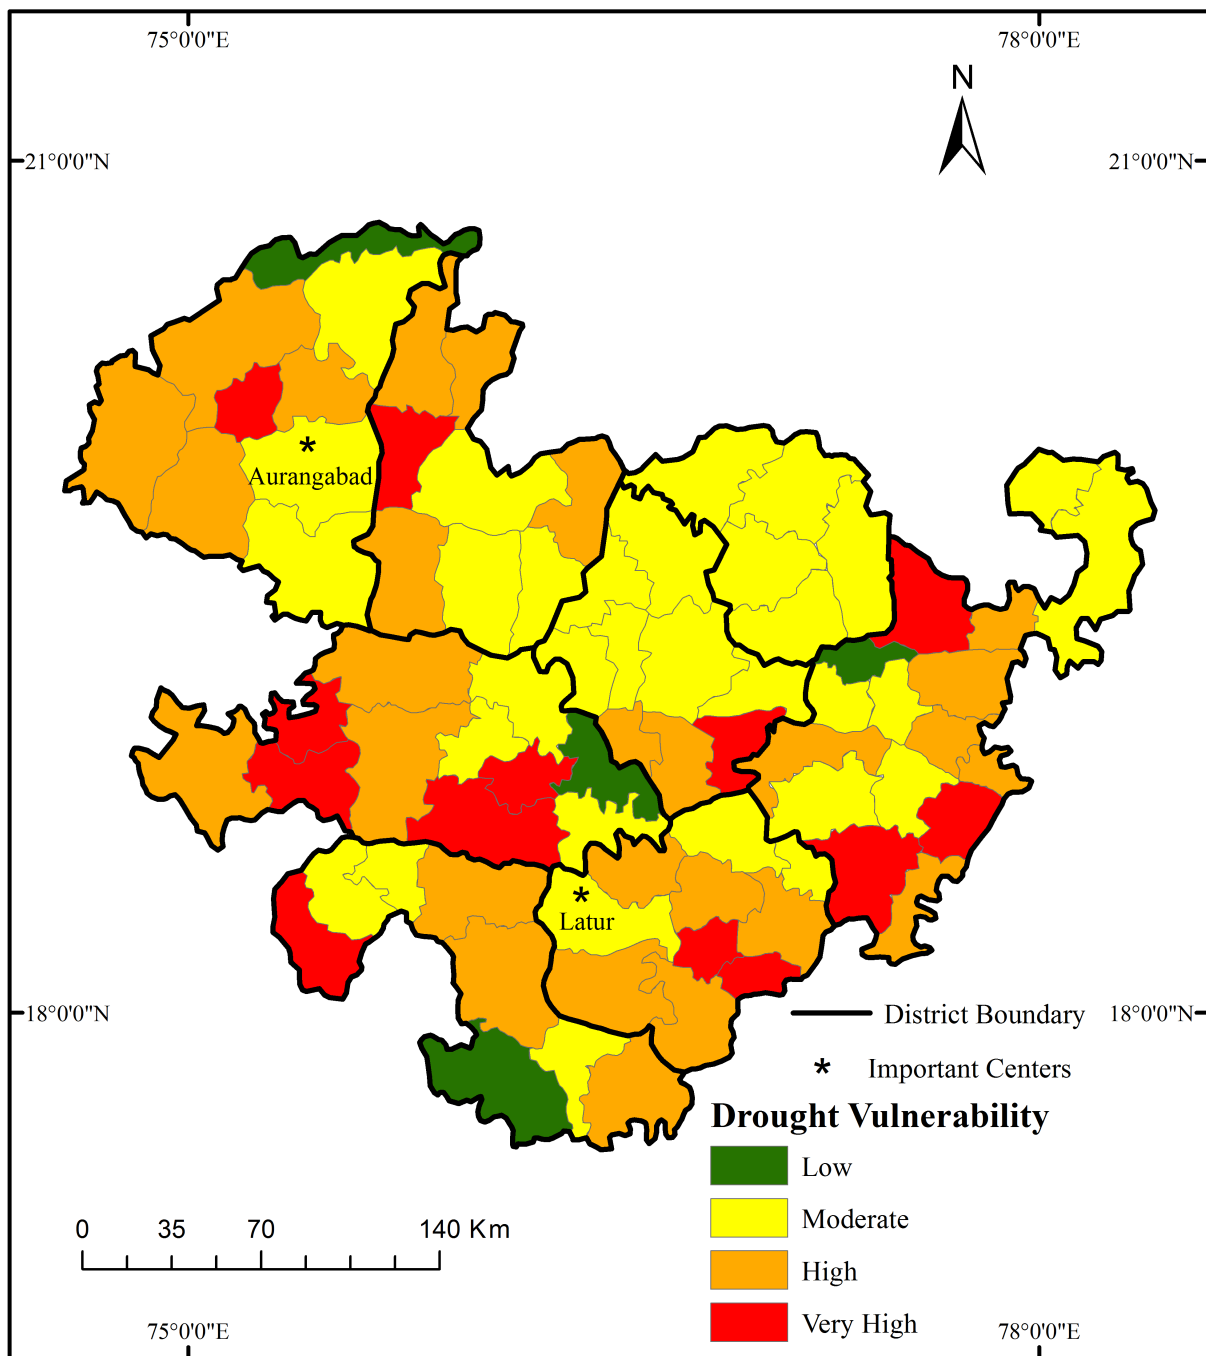 75°0'0"E 78°0'0"E
N
21°0'0"N 21°0'0"N
*
Aurangabad
*
Latur
18°0'0"N 18°0'0"N
District Boundary
* Important Centers
Drought Vulnerability
Low
Moderate
High
Very High
0 35 70 140 Km
75°0'0"E 78°0'0"E